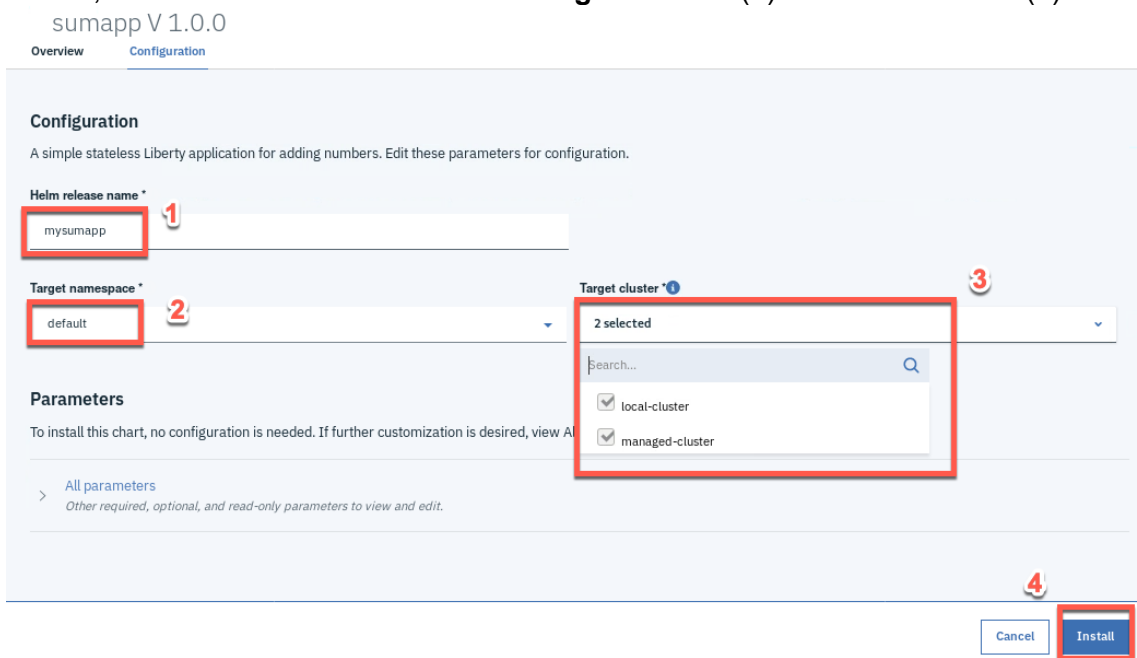 sumapp V 1.0.0
Overview Configuration
Configuration
A simple stateless Liberty application for adding numbers. Edit these parameters for configuration.
Helm release name *
1
mysumapp
Target namespace *
Target cluster *
3
2
default
2 selected
Search...
local-cluster
managed-cluster
Parameters
To install this chart, no configuration is needed. If further customization is desired, view
All parameters
Other required, optional, and read-only parameters to view and edit.
4
Cancel Install